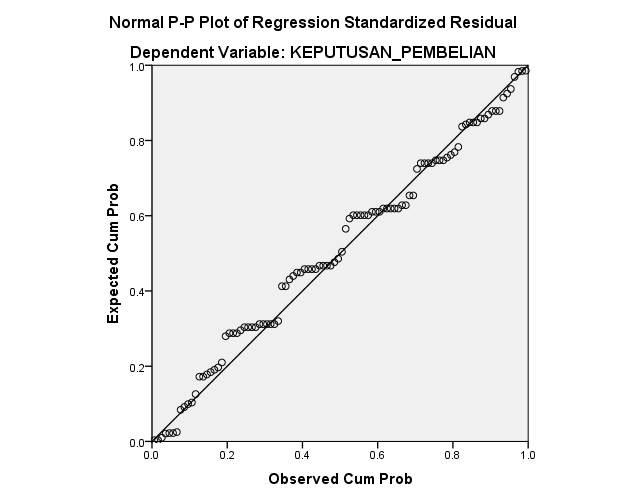 Normal P-P Plot of Regression Standardized Residual
Dependent Variable: KEPUTUSAN_PEMBELIAN
1.0
0.8
0.6
0.4
0.2
0.0
Expected Cum Prob
0.0 0.2 0.4 0.6 0.8 1.0
Observed Cum Prob